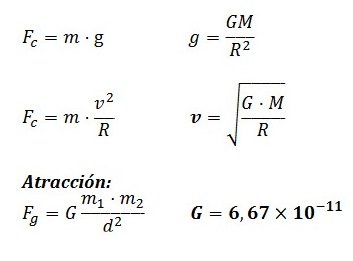 F_c = m · g    g = GM / R²
F_c = m · v² / R    v = √(G · M / R)
Atracción:
F_g = G m₁ · m₂ / d²    G = 6,67 × 10⁻¹¹